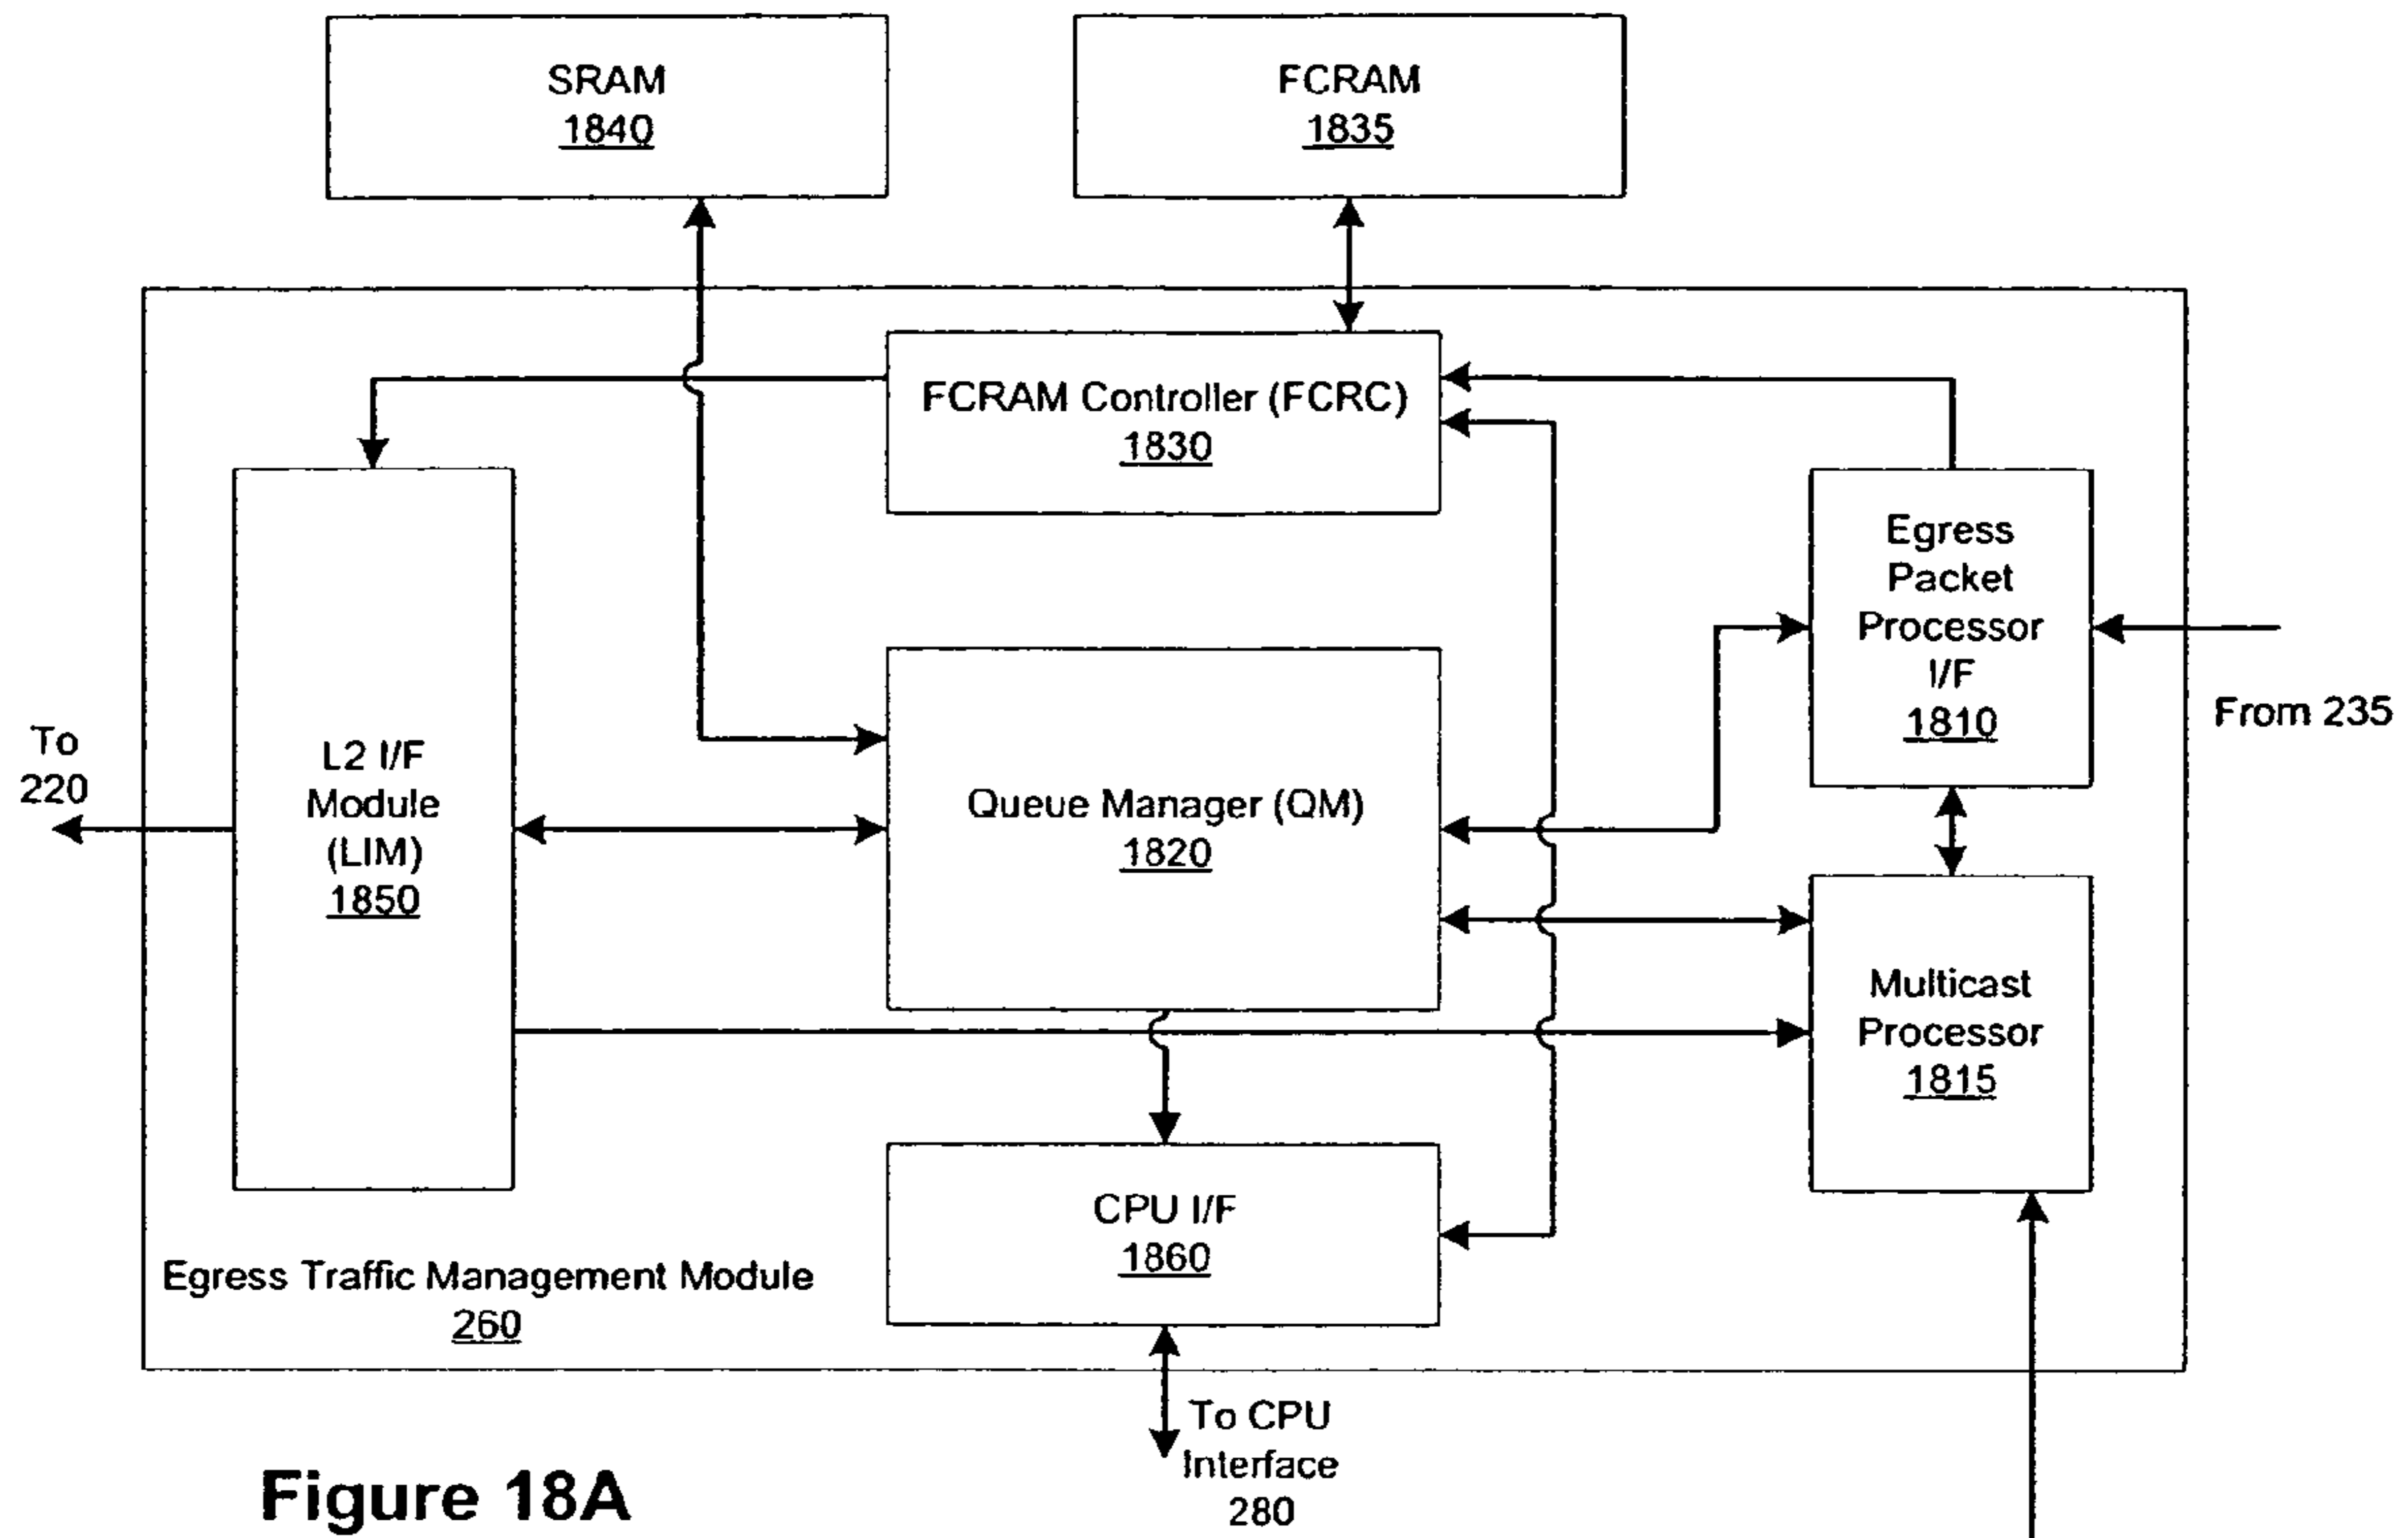 SRAM
1840
FCRAM
1835
FCRAM Controller (FCRC)
1830
Egress
Packet
Processor
I/F
1810
From 235
To
220
L2 I/F
Module
(LIM)
1850
Queue Manager (QM)
1820
Multicast
Processor
1815
CPU I/F
1860
Egress Traffic Management Module
260
To CPU
Interface
280
Figure 18A